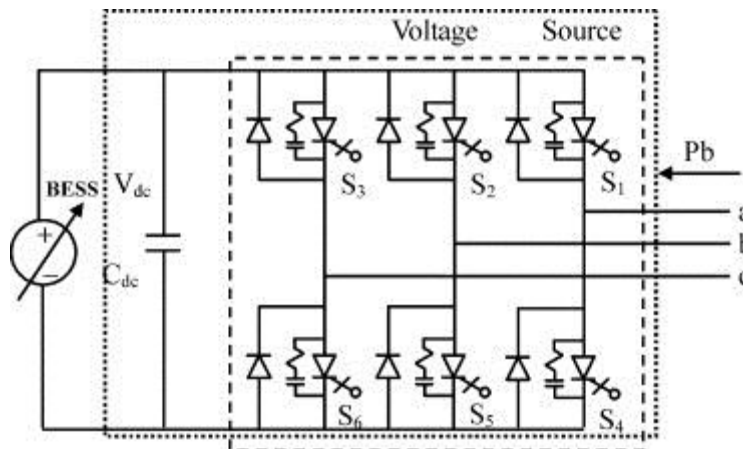 Voltage Source
Pb
BESS
V_dc
S_3 S_2 S_1
a
b
+
−
C_dc
c
S_6 S_5 S_4